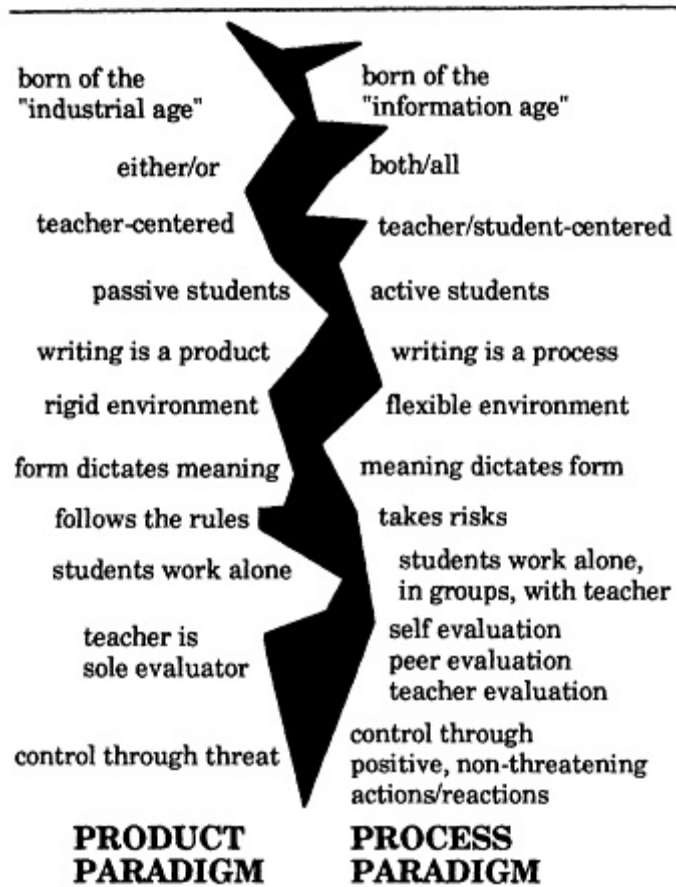 born of the
"industrial age"
born of the
"information age"
either/or
both/all
teacher-centered
teacher/student-centered
passive students
active students
writing is a product
writing is a process
rigid environment
flexible environment
form dictates meaning
meaning dictates form
follows the rules
takes risks
students work alone
students work alone,
in groups, with teacher
teacher is
sole evaluator
self evaluation
peer evaluation
teacher evaluation
control through threat
control through
positive, non-threatening
actions/reactions
PRODUCT
PARADIGM
PROCESS
PARADIGM